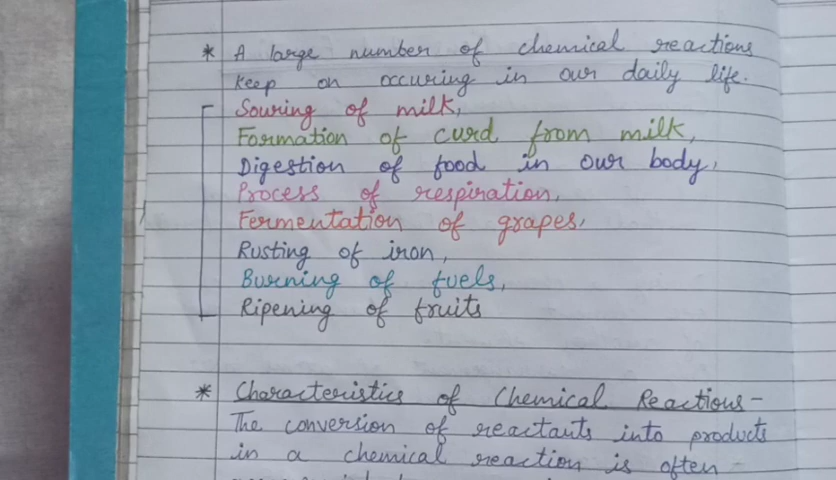 * A large number of chemical reactions
keep on occuring in our daily life.
Souring of milk,
Formation of curd from milk,
Digestion of food in our body,
Process of respiration,
Fermentation of grapes,
Rusting of iron,
Burning of fuels,
Ripening of fruits
* Characteristics of Chemical Reactions-
The conversion of reactants into products
in a chemical reaction is often